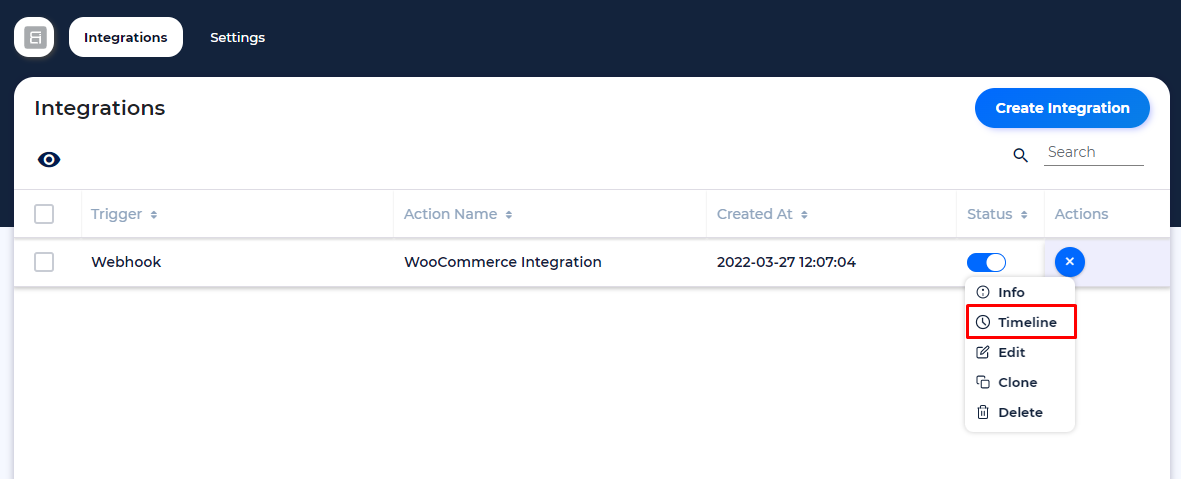 Integrations
Settings
Integrations
Create Integration
Search
Trigger Action Name Created At Status Actions
Webhook WooCommerce Integration 2022-03-27 12:07:04
Info
Timeline
Edit
Clone
Delete